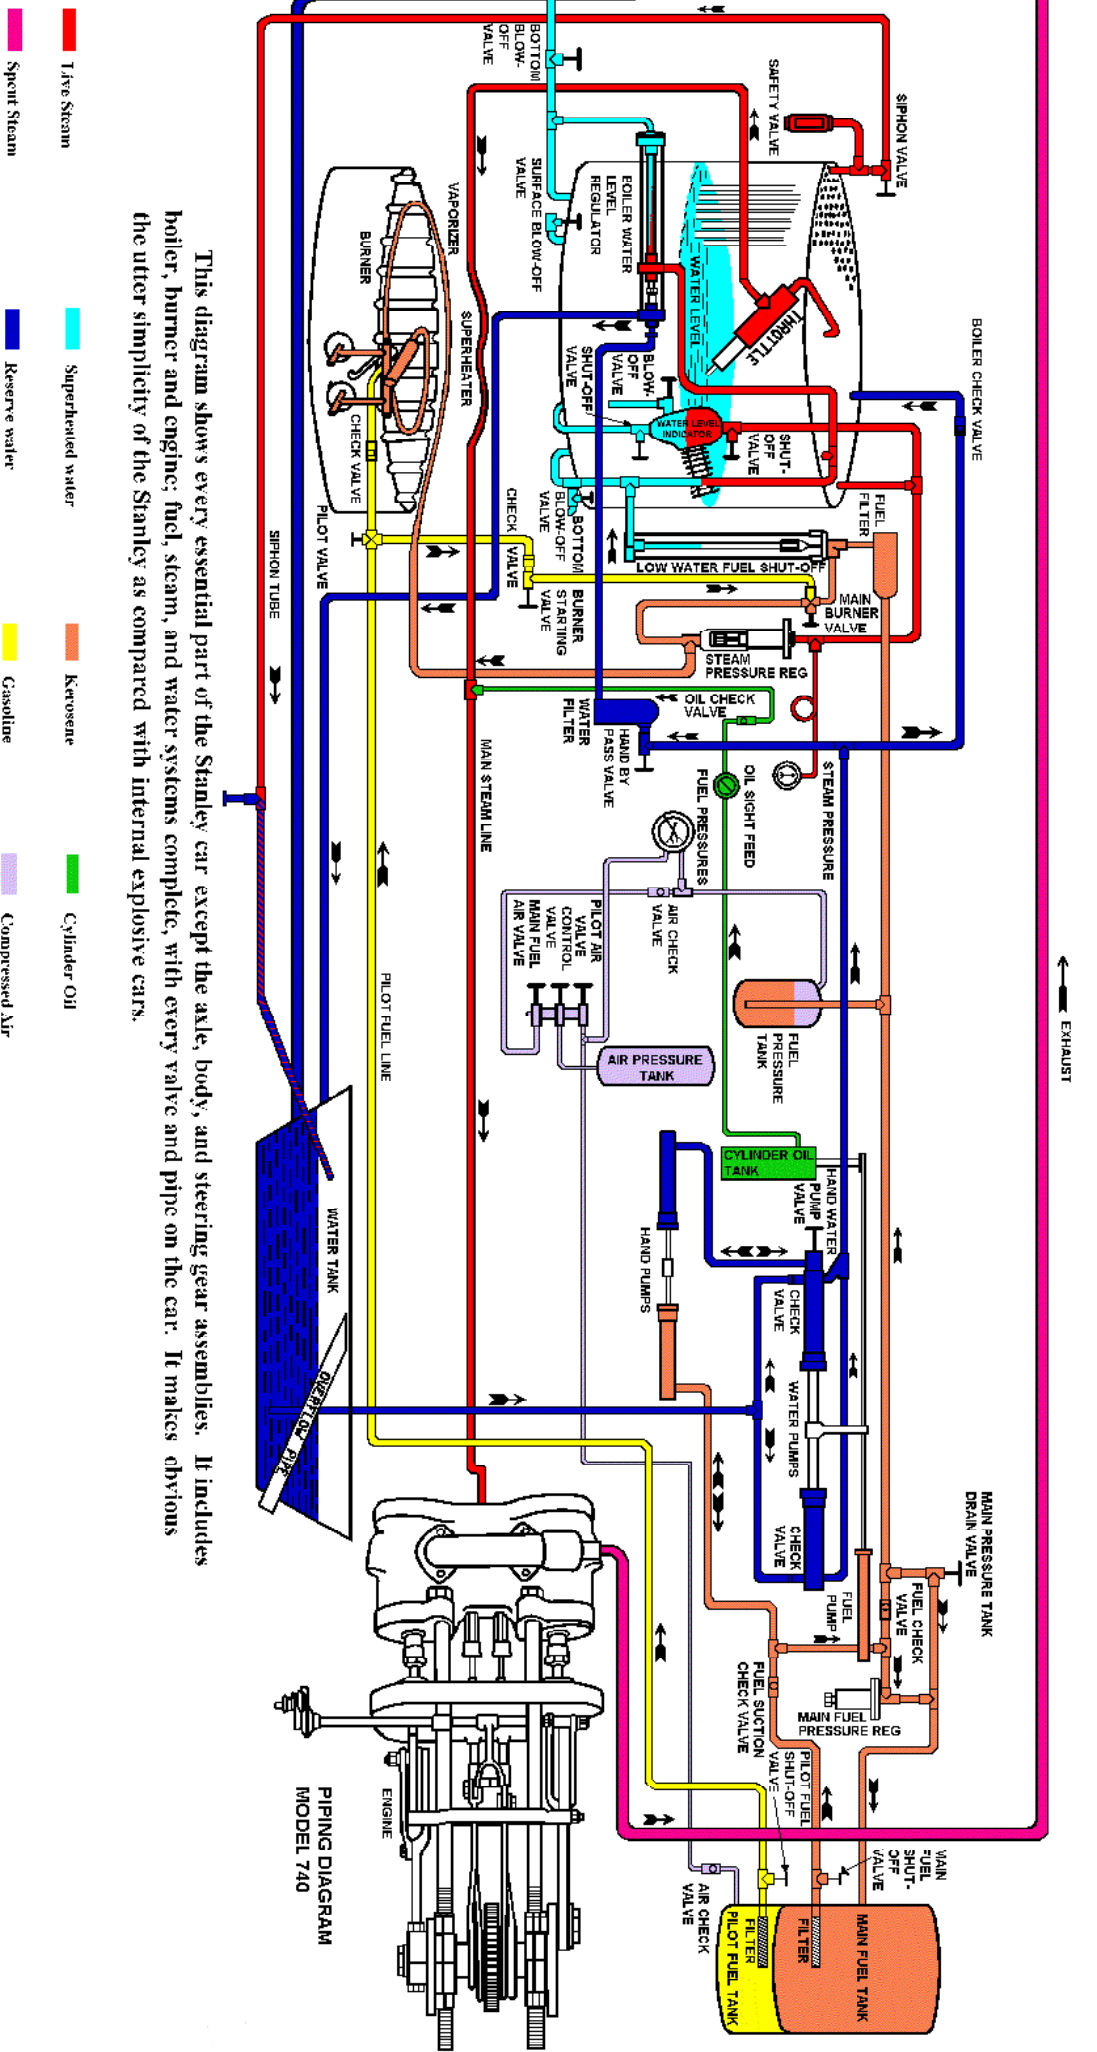 EXHAUST
SIPHON VALVE
SAFETY VALVE
BOTTOM
BLOW-
OFF
VALVE
SURFACE BLOW-OFF
VALVE
BOILER WATER
LEVEL
REGULATOR
WATER LEVEL
THROTTLE
BOILER CHECK VALVE
BLOW-
OFF
VALVE
SHUT-OFF
VALVE
WATER LEVEL
INDICATOR
SHUT-
OFF
VALVE
FUEL
FILTER
VAPORIZER
BURNER
SUPERHEATER
CHECK VALVE
PILOT VALVE
SIPHON TUBE
CHECK VALVE
BOTTOM
BLOW-OFF
VALVE
LOW WATER FUEL SHUT-OFF
BURNER
STARTING
VALVE
MAIN
BURNER
VALVE
STEAM
PRESSURE REG
OIL CHECK
VALVE
WATER
FILTER
HAND BY
PASS VALVE
MAIN STEAM LINE
STEAM PRESSURE
OIL SIGHT FEED
FUEL PRESSURES
AIR CHECK
VALVE
PILOT AIR
VALVE
CONTROL
VALVE
MAIN FUEL
AIR VALVE
FUEL
PRESSURE
TANK
AIR PRESSURE
TANK
PILOT FUEL LINE
CYLINDER OIL
TANK
HAND WATER
PUMP
VALVE
HAND PUMPS
CHECK
VALVE
WATER PUMPS
CHECK
VALVE
WATER TANK
OVERFLOW PIPE
FUEL
PUMP
MAIN PRESSURE TANK
DRAIN VALVE
FUEL CHECK
VALVE
MAIN FUEL
PRESSURE REG
FUEL SUCTION
CHECK VALVE
PILOT FUEL
SHUT-OFF
VALVE
MAIN
FUEL
SHUT-
OFF
VALVE
AIR CHECK
VALVE
MAIN FUEL TANK
FILTER
FILTER
PILOT FUEL TANK
ENGINE
PIPING DIAGRAM
MODEL 740
This diagram shows every essential part of the Stanley car except the axle, body, and steering gear assemblies. It includes
boiler, burner and engine; fuel, steam, and water systems complete, with every valve and pipe on the car. It makes obvious
the utter simplicity of the Stanley as compared with internal explosive cars.
Live Steam
Superheated water
Kerosene
Cylinder Oil
Spent Steam
Reserve water
Gasoline
Compressed Air